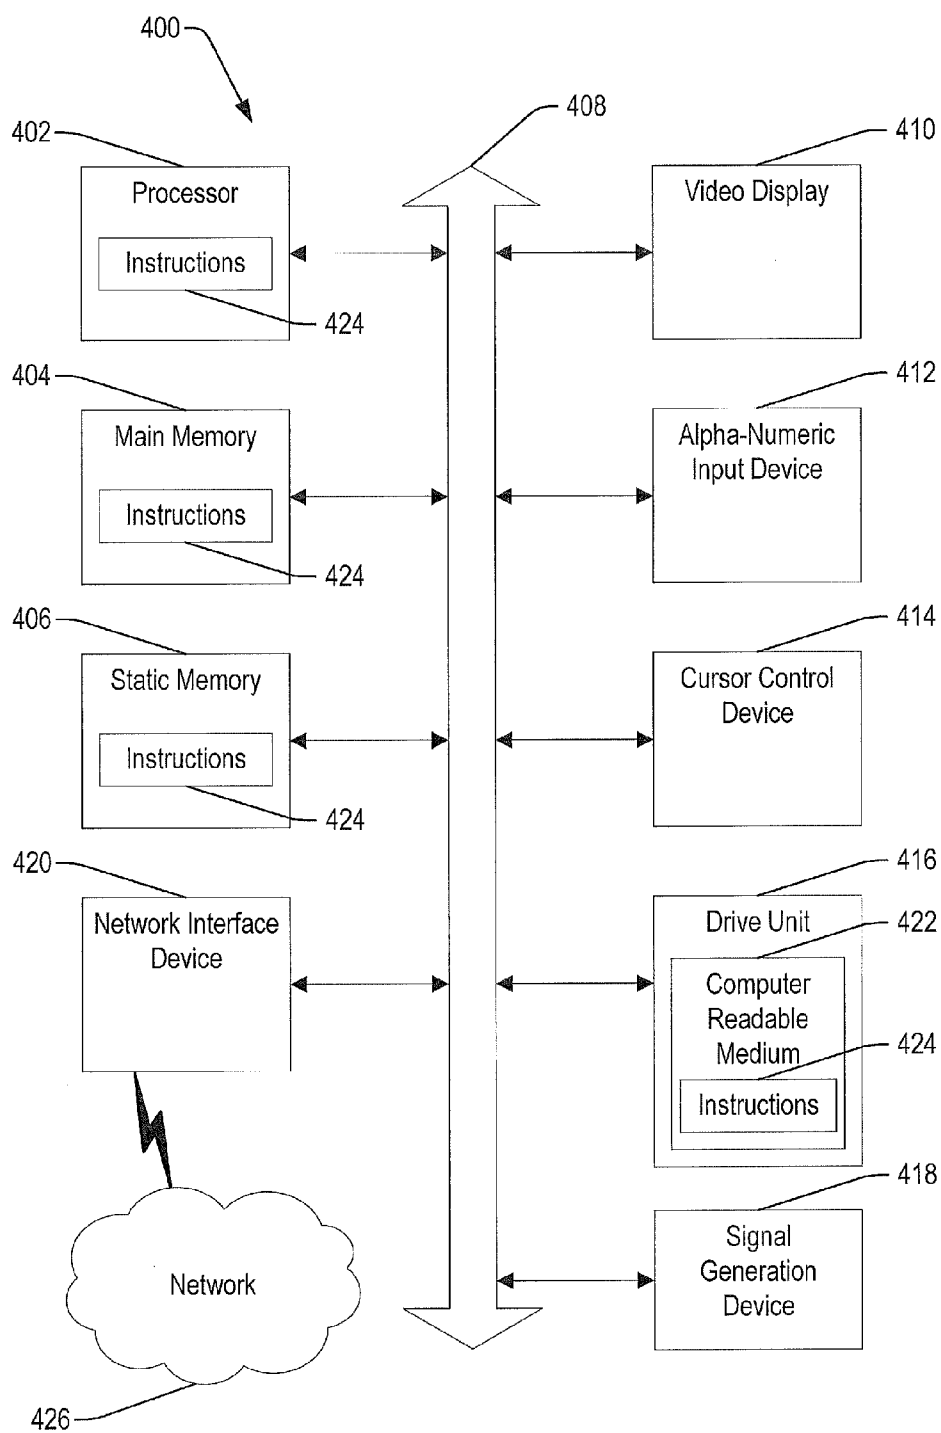 400
408
402
410
Processor
Video Display
Instructions
424
404
412
Main Memory
Alpha-Numeric
Input Device
Instructions
424
406
414
Static Memory
Cursor Control
Device
Instructions
424
420
416
Network Interface
Device
Drive Unit
422
Computer
Readable
Medium
424
Instructions
418
Signal
Generation
Device
Network
426